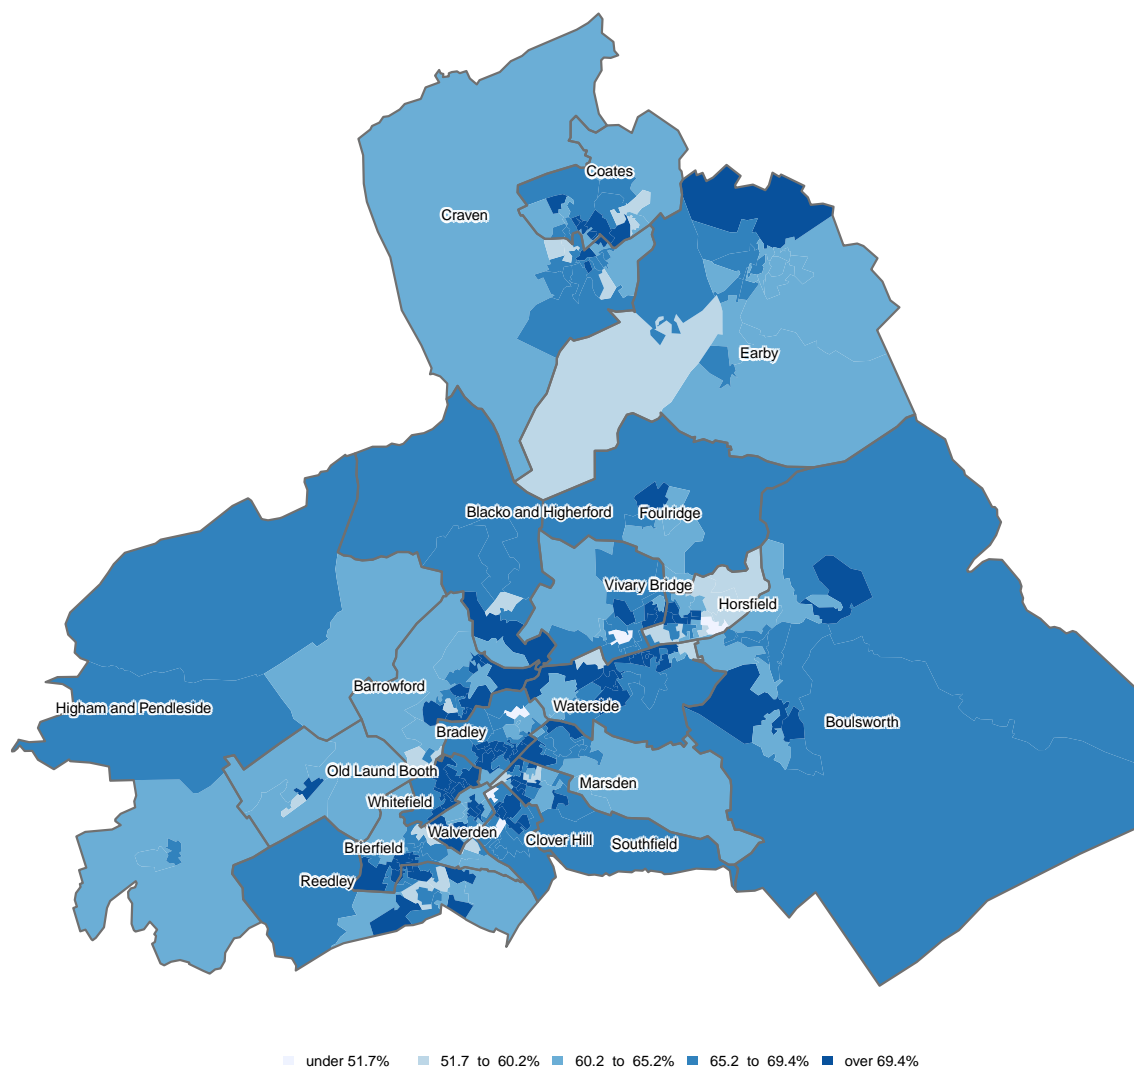 Coates
Craven
Earby
Blacko and Higherford
Foulridge
Vivary Bridge
Horsfield
Barrowford
Higham and Pendleside
Waterside
Boulsworth
Bradley
Old Laund Booth
Marsden
Whitefield
Walverden
Clover Hill
Southfield
Brierfield
Reedley
under 51.7% 51.7 to 60.2% 60.2 to 65.2% 65.2 to 69.4% over 69.4%